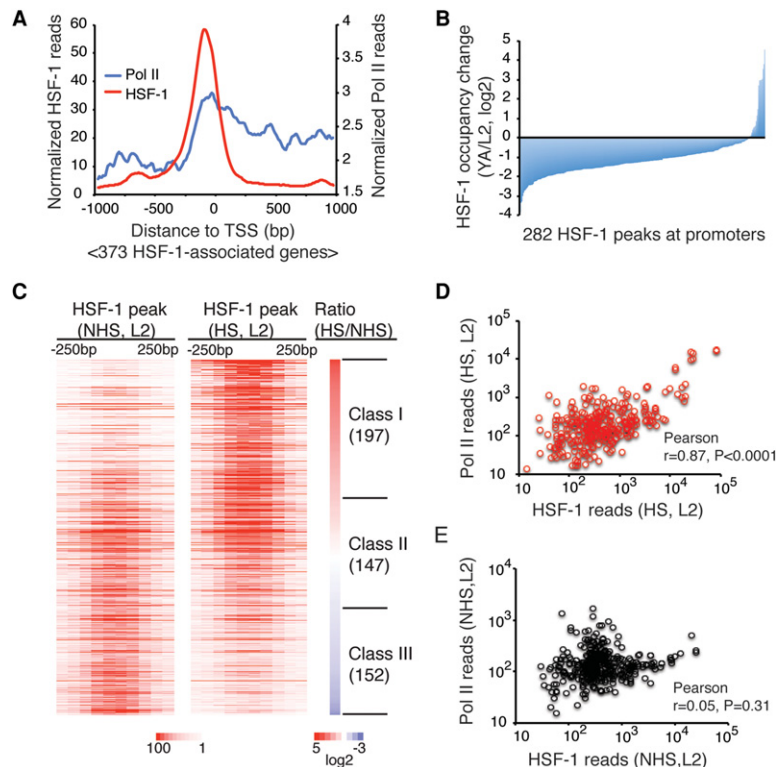 A
Normalized HSF-1 reads
60
50
40
30
20
10
0
Pol II
HSF-1
4
3.5
3
2.5
2
1.5
Normalized Pol II reads
-1000 -500 0 500 1000
Distance to TSS (bp)
<373 HSF-1-associated genes>
B
HSF-1 occupancy change
(YA/L2, log2)
5
4
3
2
1
0
-1
-2
-3
-4
282 HSF-1 peaks at promoters
C
HSF-1 peak
(NHS, L2)
-250bp 250bp
HSF-1 peak
(HS, L2)
-250bp 250bp
Ratio
(HS/NHS)
Class I
(197)
Class II
(147)
Class III
(152)
100 1
5 -3
log2
D
Pol II reads (HS, L2)
10^5
10^4
10^3
10^2
10
Pearson
r=0.87, P<0.0001
10 10^2 10^3 10^4 10^5
HSF-1 reads (HS, L2)
E
Pol II reads (NHS,L2)
10^4
10^3
10^2
10
Pearson
r=0.05, P=0.31
10 10^2 10^3 10^4 10^5
HSF-1 reads (NHS,L2)